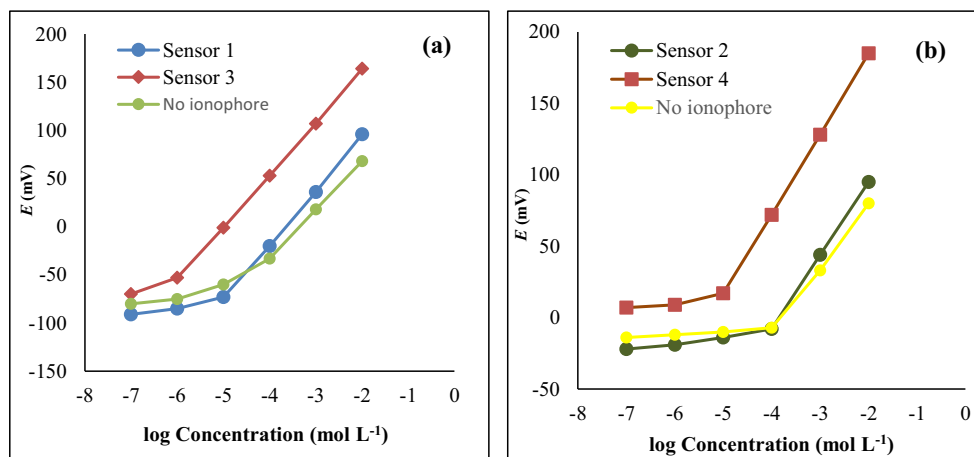 (a)
Sensor 1
Sensor 3
No ionophore
200
150
100
50
0
-50
-100
-150
E (mV)
-8 -7 -6 -5 -4 -3 -2 -1 0
log Concentration (mol L-1)
(b)
Sensor 2
Sensor 4
No ionophore
200
150
100
50
0
-50
E (mV)
-8 -7 -6 -5 -4 -3 -2 -1 0
log Concentration (mol L-1)